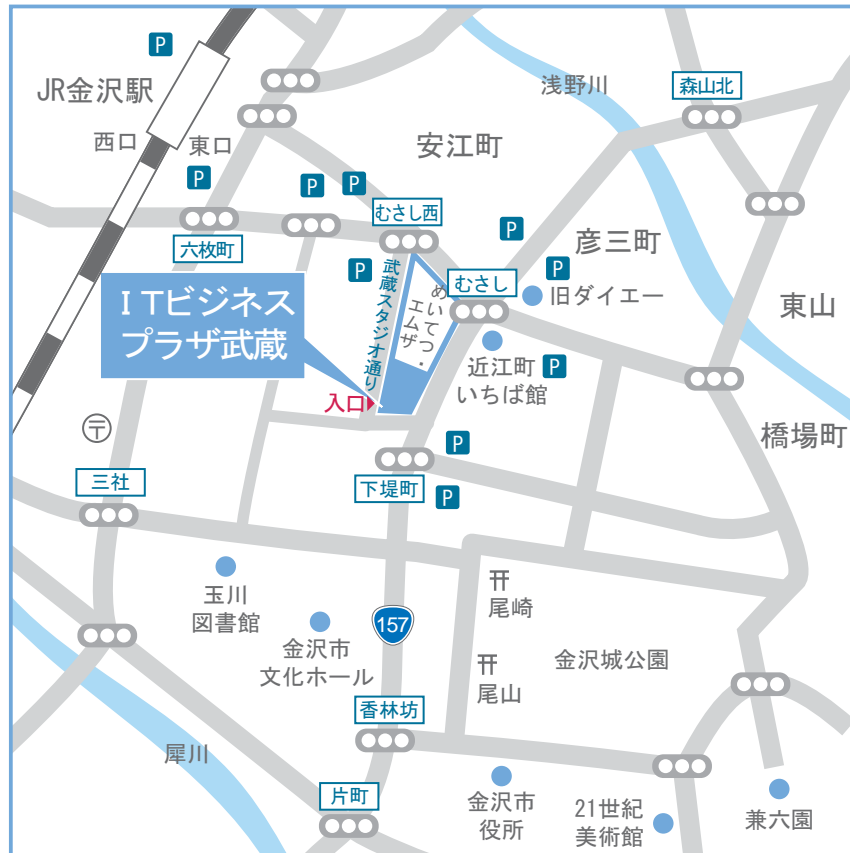 P
JR金沢駅
浅野川
森山北
西口
東口
安江町
P
P
P
むさし西
六枚町
P
彦三町
P
武蔵スタジオ通り
むさし
P
旧ダイエー
めいてつ・
エムザ
東山
ITビジネス
プラザ武蔵
近江町
いちば館
P
入口
〒
橋場町
P
三社
下堤町
P
玉川
図書館
尾崎
157
金沢市
文化ホール
金沢城公園
尾山
香林坊
犀川
片町
金沢市
役所
21世紀
美術館
兼六園